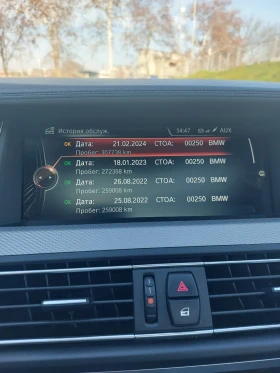 История обслуж. 14:47 AUX
OK Дата: 21.02.2024 СТОА: 00250 BMW
Пробег: 307238 km
OK Дата: 18.01.2023 СТОА: 00250 BMW
Пробег: 272368 km
OK Дата: 26.08.2022 СТОА: 00250 BMW
Пробег: 259008 km
OK Дата: 25.08.2022 СТОА: 00250 BMW
Пробег: 259008 km